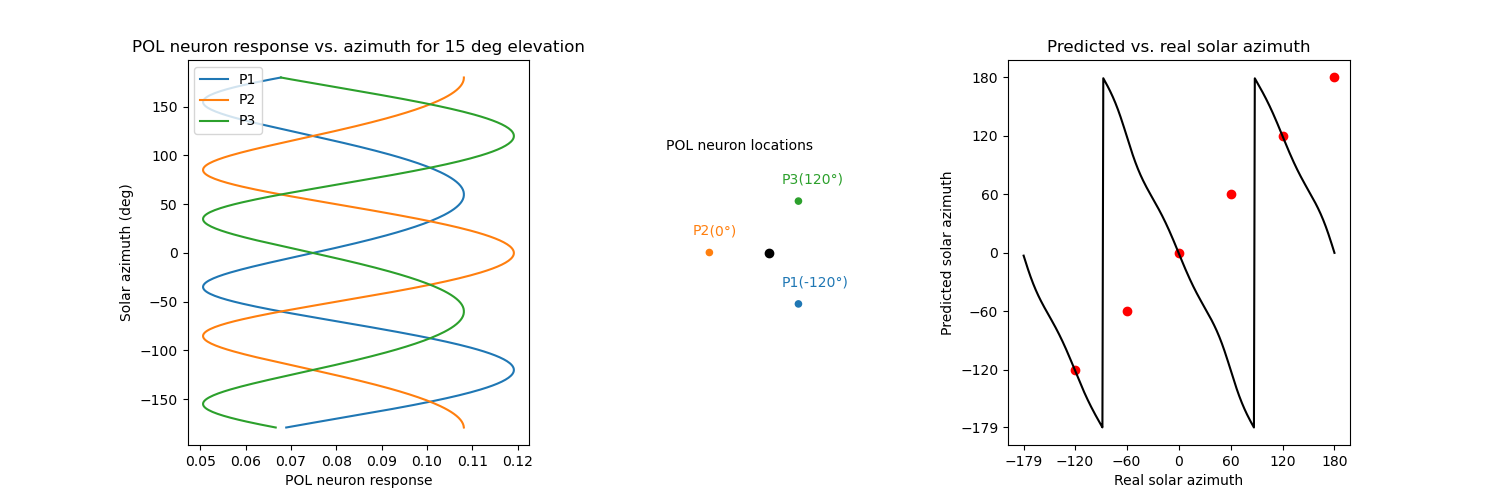 POL neuron response vs. azimuth for 15 deg elevation
P1
P2
P3
150
100
50
0
−50
−100
−150
Solar azimuth (deg)
0.05 0.06 0.07 0.08 0.09 0.10 0.11 0.12
POL neuron response
POL neuron locations
P3(120°)
P2(0°)
P1(-120°)
Predicted vs. real solar azimuth
180
120
60
0
−60
−120
−179
Predicted solar azimuth
−179 −120 −60 0 60 120 180
Real solar azimuth